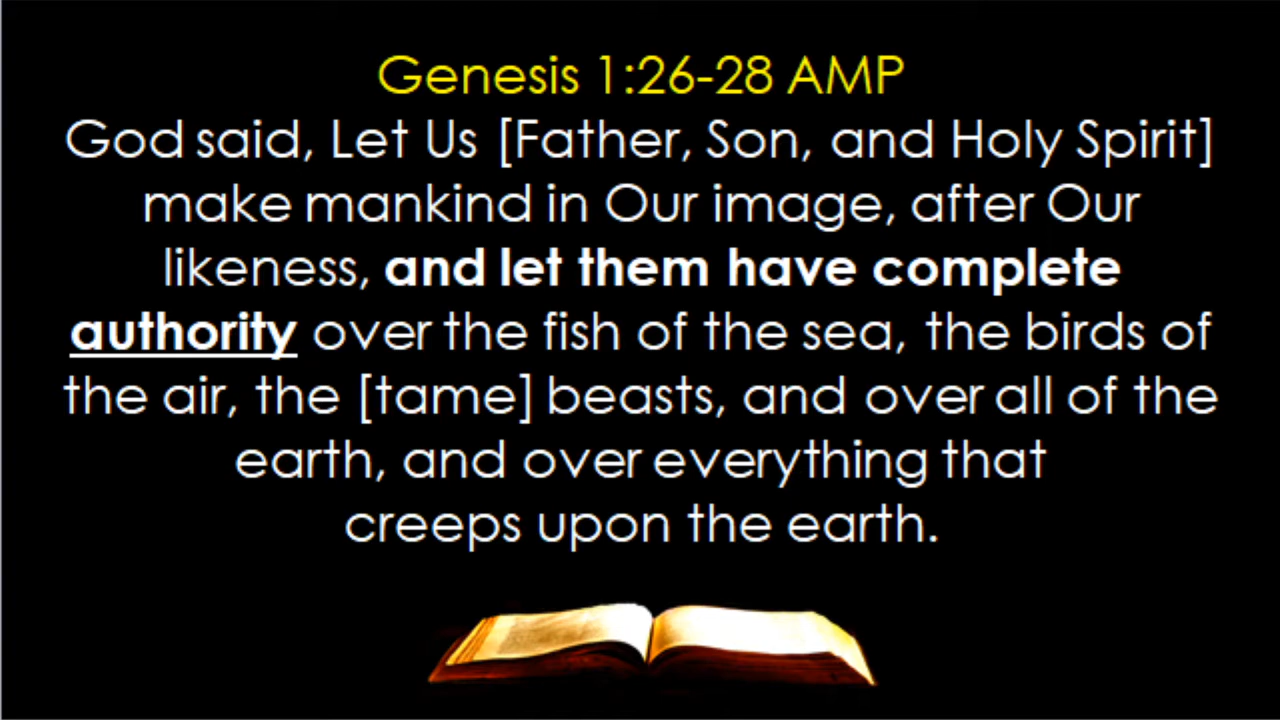 Genesis 1:26-28 AMP
God said, Let Us [Father, Son, and Holy Spirit]
make mankind in Our image, after Our
likeness, and let them have complete
authority over the fish of the sea, the birds of
the air, the [tame] beasts, and over all of the
earth, and over everything that
creeps upon the earth.